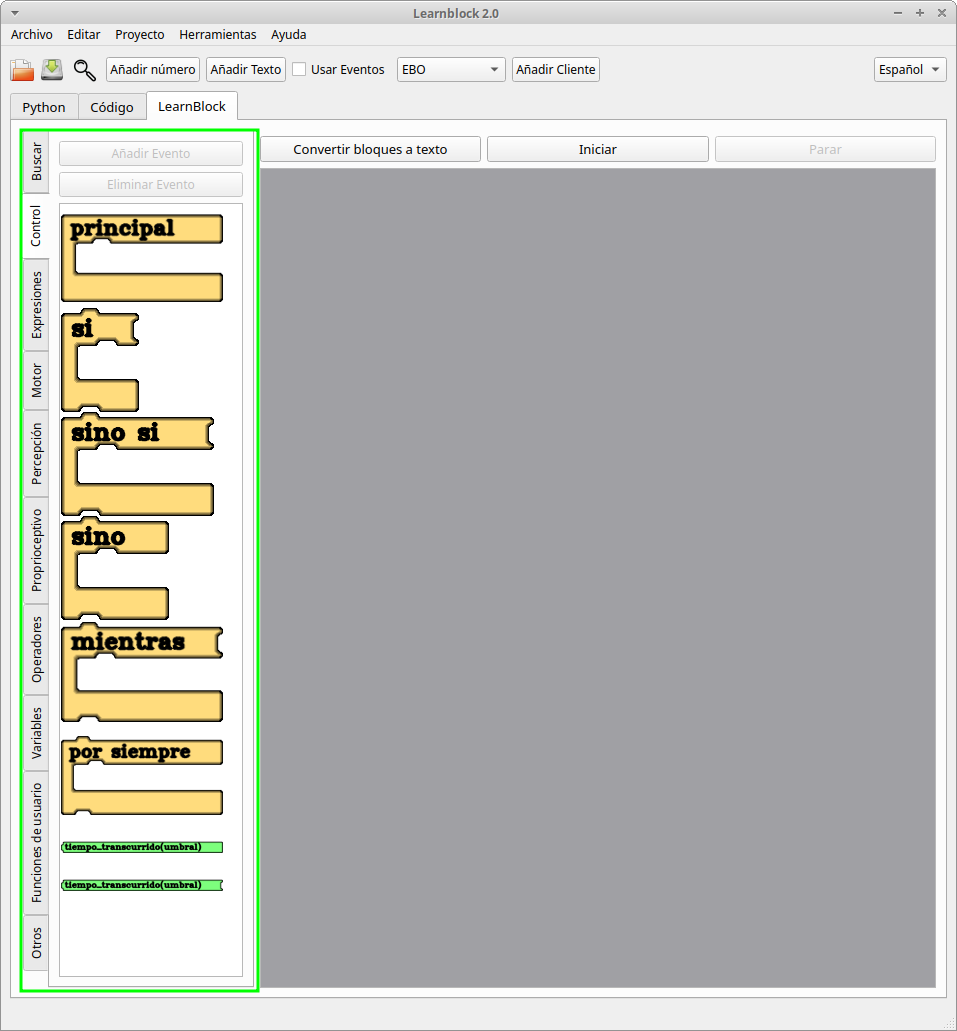 Learnblock 2.0
Archivo Editar Proyecto Herramientas Ayuda
Añadir número Añadir Texto Usar Eventos EBO Añadir Cliente Español
Python Código LearnBlock
Buscar
Control
Expresiones
Motor
Percepción
Proprioceptivo
Operadores
Variables
Funciones de usuario
Otros
Añadir Evento
Eliminar Evento
principal
si
sino si
sino
mientras
por siempre
tiempo_transcurrido(umbral)
tiempo_transcurrido(umbral)
Convertir bloques a texto Iniciar Parar